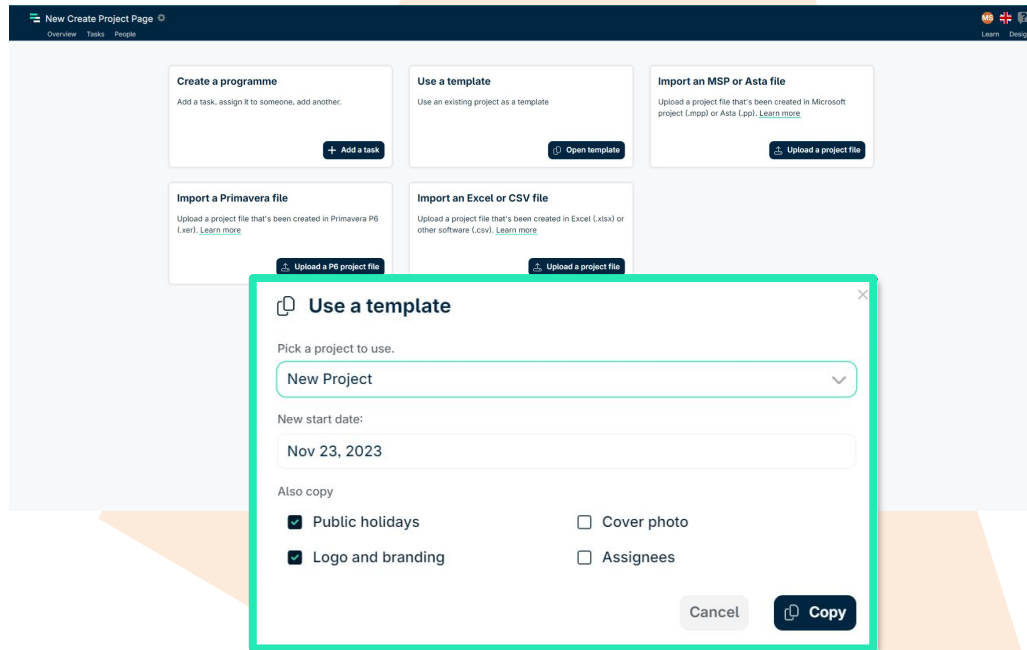 New Create Project Page
MS
Overview Tasks People
Learn
Create a programme
Add a task, assign it to someone, add another.
+ Add a task
Use a template
Use an existing project as a template
Open template
Import an MSP or Asta file
Upload a project file that's been created in Microsoft
project (.mpp) or Asta (.pp). Learn more
Upload a project file
Import a Primavera file
Upload a project file that's been created in Primavera P6
(.xer). Learn more
Upload a P6 project file
Import an Excel or CSV file
Upload a project file that's been created in Excel (.xlsx) or
other software (.csv). Learn more
Upload a project file
Use a template
Pick a project to use.
New Project
New start date:
Nov 23, 2023
Also copy
Public holidays
Cover photo
Logo and branding
Assignees
Cancel
Copy